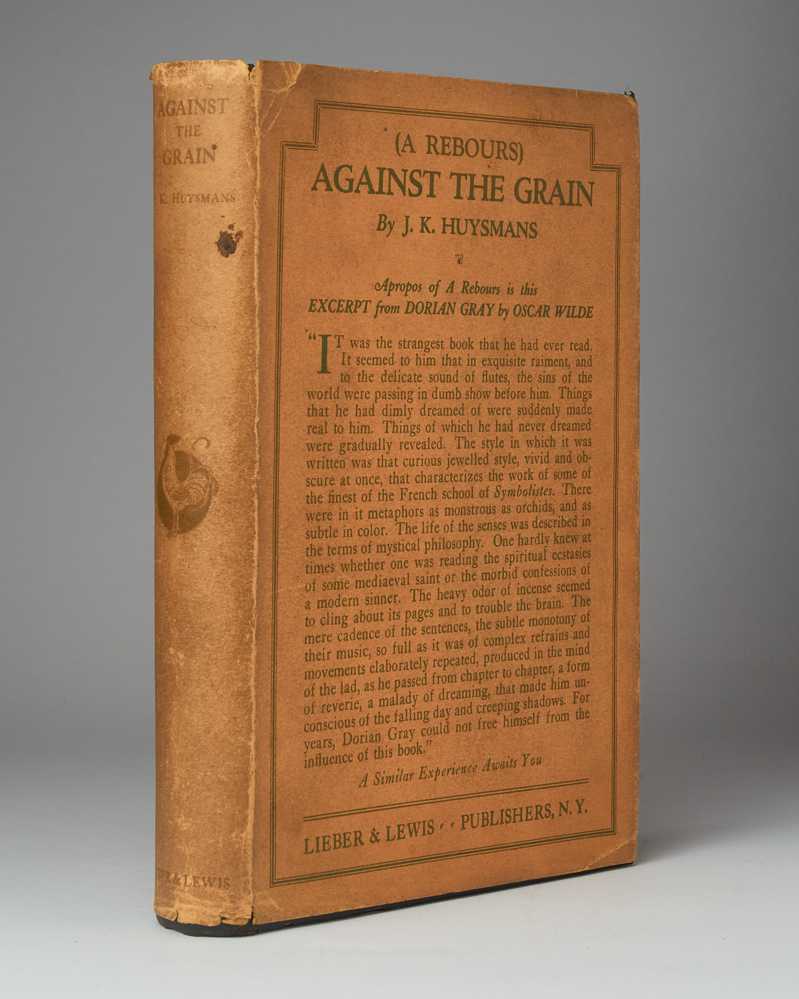 AGAINST
THE
GRAIN
K. HUYSMANS
& LEWIS
(A REBOURS)
AGAINST THE GRAIN
By J. K. HUYSMANS
Apropos of A Rebours is this
EXCERPT from DORIAN GRAY by OSCAR WILDE
"IT was the strangest book that he had ever read.
It seemed to him that in exquisite raiment, and
to the delicate sound of flutes, the sins of the
world were passing in dumb show before him. Things
that he had dimly dreamed of were suddenly made
real to him. Things of which he had never dreamed
were gradually revealed. The style in which it was
written was that curious jewelled style, vivid and ob-
scure at once, that characterizes the work of some of
the finest of the French school of Symbolistes. There
were in it metaphors as monstrous as orchids, and as
subtle in color. The life of the senses was described in
the terms of mystical philosophy. One hardly knew at
times whether one was reading the spiritual ecstasies
of some mediaeval saint or the morbid confessions of
a modern sinner. The heavy odor of incense seemed
to cling about its pages and to trouble the brain. The
mere cadence of the sentences, the subtle monotony of
their music, so full as it was of complex refrains and
movements elaborately repeated, produced in the mind
of the lad, as he passed from chapter to chapter, a form
of reverie, a malady of dreaming, that made him un-
conscious of the falling day and creeping shadows. For
years, Dorian Gray could not free himself from the
influence of this book."
A Similar Experience Awaits You
LIEBER & LEWIS PUBLISHERS, N. Y.